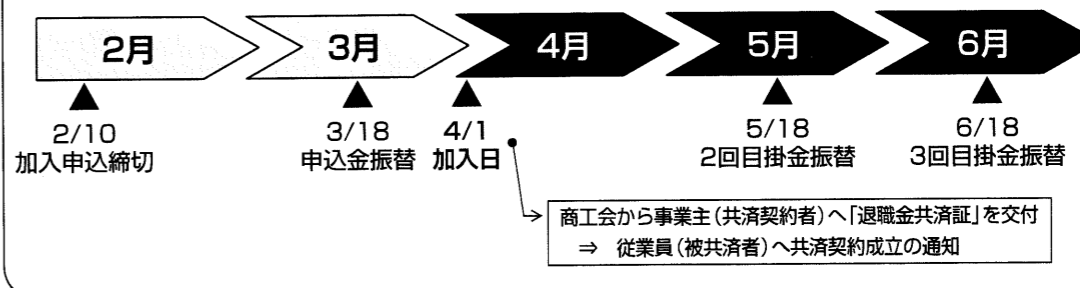 2月 3月 4月 5月 6月
2/10 3/18 4/1 5/18 6/18
加入申込締切 申込金振替 加入日 2回目掛金振替 3回目掛金振替
商工会から事業主(共済契約者)へ「退職金共済証」を交付
⇒ 従業員(被共済者)へ共済契約成立の通知